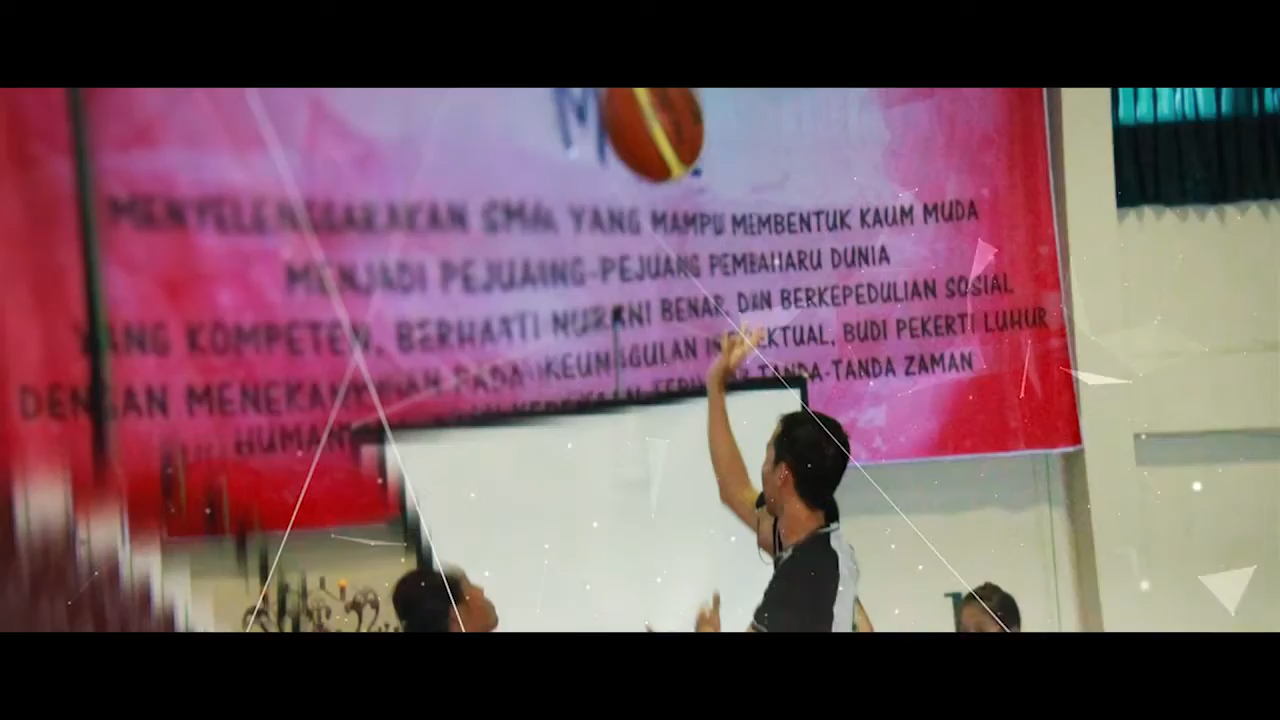 M
MENYELENGGARAKAN SMA YANG MAMPU MEMBENTUK KAUM MUDA
MENJADI PEJUANG-PEJUANG PEMBAHARU DUNIA
YANG KOMPETEN, BERHATI NURANI BENAR DAN BERKEPEDULIAN SOSIAL
DENGAN MENEKANKAN PADA KEUNGGULAN INTELEKTUAL, BUDI PEKERTI LUHUR
TANDA-TANDA ZAMAN